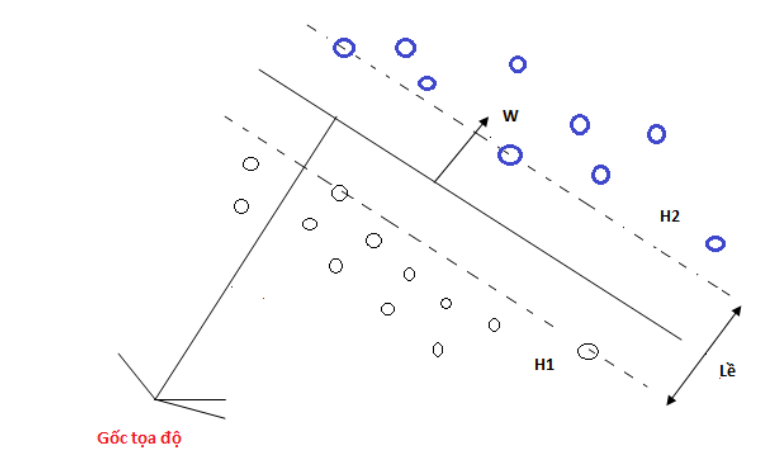 W
H2
H1
Lề
Gốc tọa độ